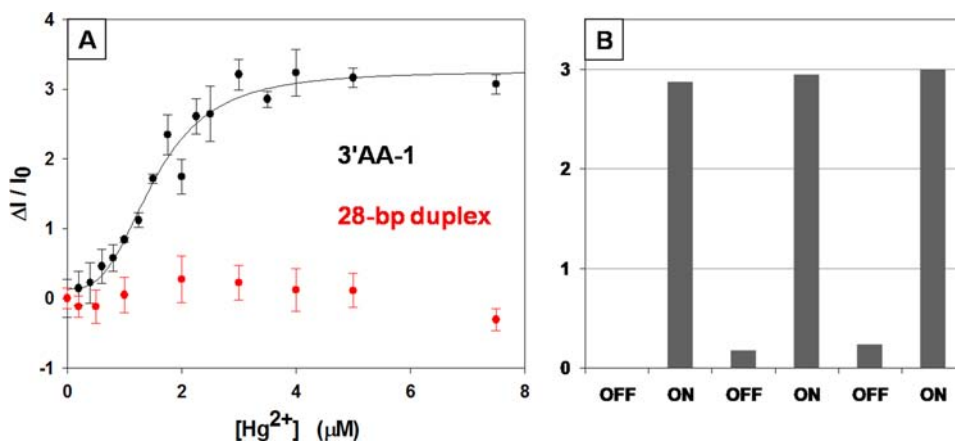 A
4
3
2
1
0
-1
ΔI / I0
3'AA-1
28-bp duplex
0 2 4 6 8
[Hg2+] (µM)
B
3
2
1
0
OFF ON OFF ON OFF ON